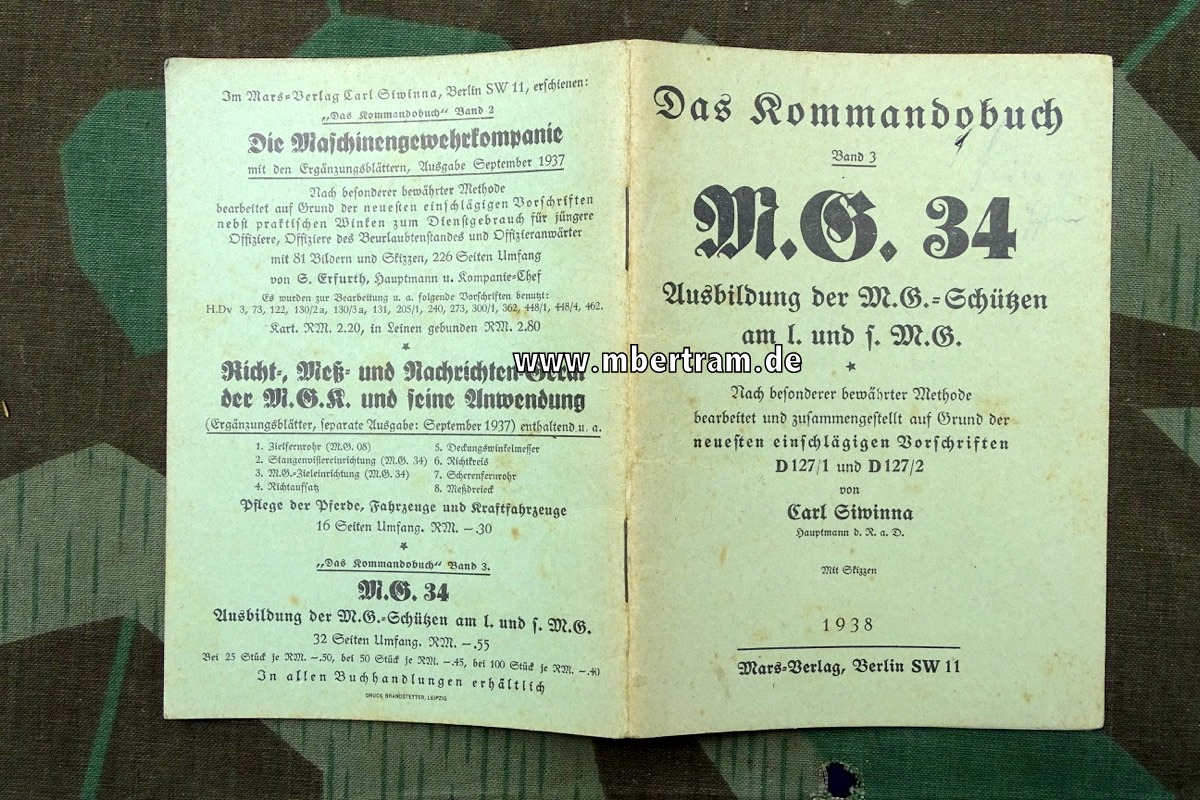 Im Mars-Verlag Carl Siwinna, Berlin SW 11, erschienen:
„Das Kommandobuch" Band 2
Die Maschinengewehrkompanie
mit den Ergänzungsblättern, Ausgabe September 1937
Nach besonderer bewährter Methode
bearbeitet auf Grund der neuesten einschlägigen Vorschriften
nebst praktischen Winken zum Dienstgebrauch für jüngere
Offiziere, Offiziere des Beurlaubtenstandes und Offizieranwärter
mit 81 Bildern und Skizzen, 226 Seiten Umfang
von S. Erfurth, Hauptmann u. Kompanie-Chef
Es wurden zur Bearbeitung u. a. folgende Vorschriften benutzt:
H.Dv 3, 73, 122, 130/2a, 130/3a, 131, 205/1, 240, 273, 300/1, 362, 448/1, 448/4, 462.
Kart. RM. 2.20, in Leinen gebunden RM. 2.80
*
Richt-, Meß- und Nachrichten-Gerät
der M.G.K. und seine Anwendung
(Ergänzungsblätter, separate Ausgabe: September 1937) enthaltend u. a.
1. Zielfernrohr (M.G. 08)
2. Stangenvisiereinrichtung (M.G. 34)
3. M.G.-Zieleinrichtung (M.G. 34)
4. Richtaufsatz
5. Deckungswinkelmesser
6. Richtkreis
7. Scherenfernrohr
8. Meßdreieck
Pflege der Pferde, Fahrzeuge und Kraftfahrzeuge
16 Seiten Umfang. RM. –.30
*
„Das Kommandobuch" Band 3.
M.G. 34
Ausbildung der M.G.-Schützen am l. und s. M.G.
32 Seiten Umfang. RM. –.55
Bei 25 Stück je RM. –.50, bei 50 Stück je RM. –.45, bei 100 Stück je RM. –.40
In allen Buchhandlungen erhältlich
DRUCK BRANDSTETTER, LEIPZIG
Das Kommandobuch
Band 3
M.G. 34
Ausbildung der M.G.-Schützen
am l. und s. M.G.
*
Nach besonderer bewährter Methode
bearbeitet und zusammengestellt auf Grund der
neuesten einschlägigen Vorschriften
D 127/1 und D 127/2
von
Carl Siwinna
Hauptmann d. R. a. D.
Mit Skizzen
1938
Mars-Verlag, Berlin SW 11
www.mbertram.de